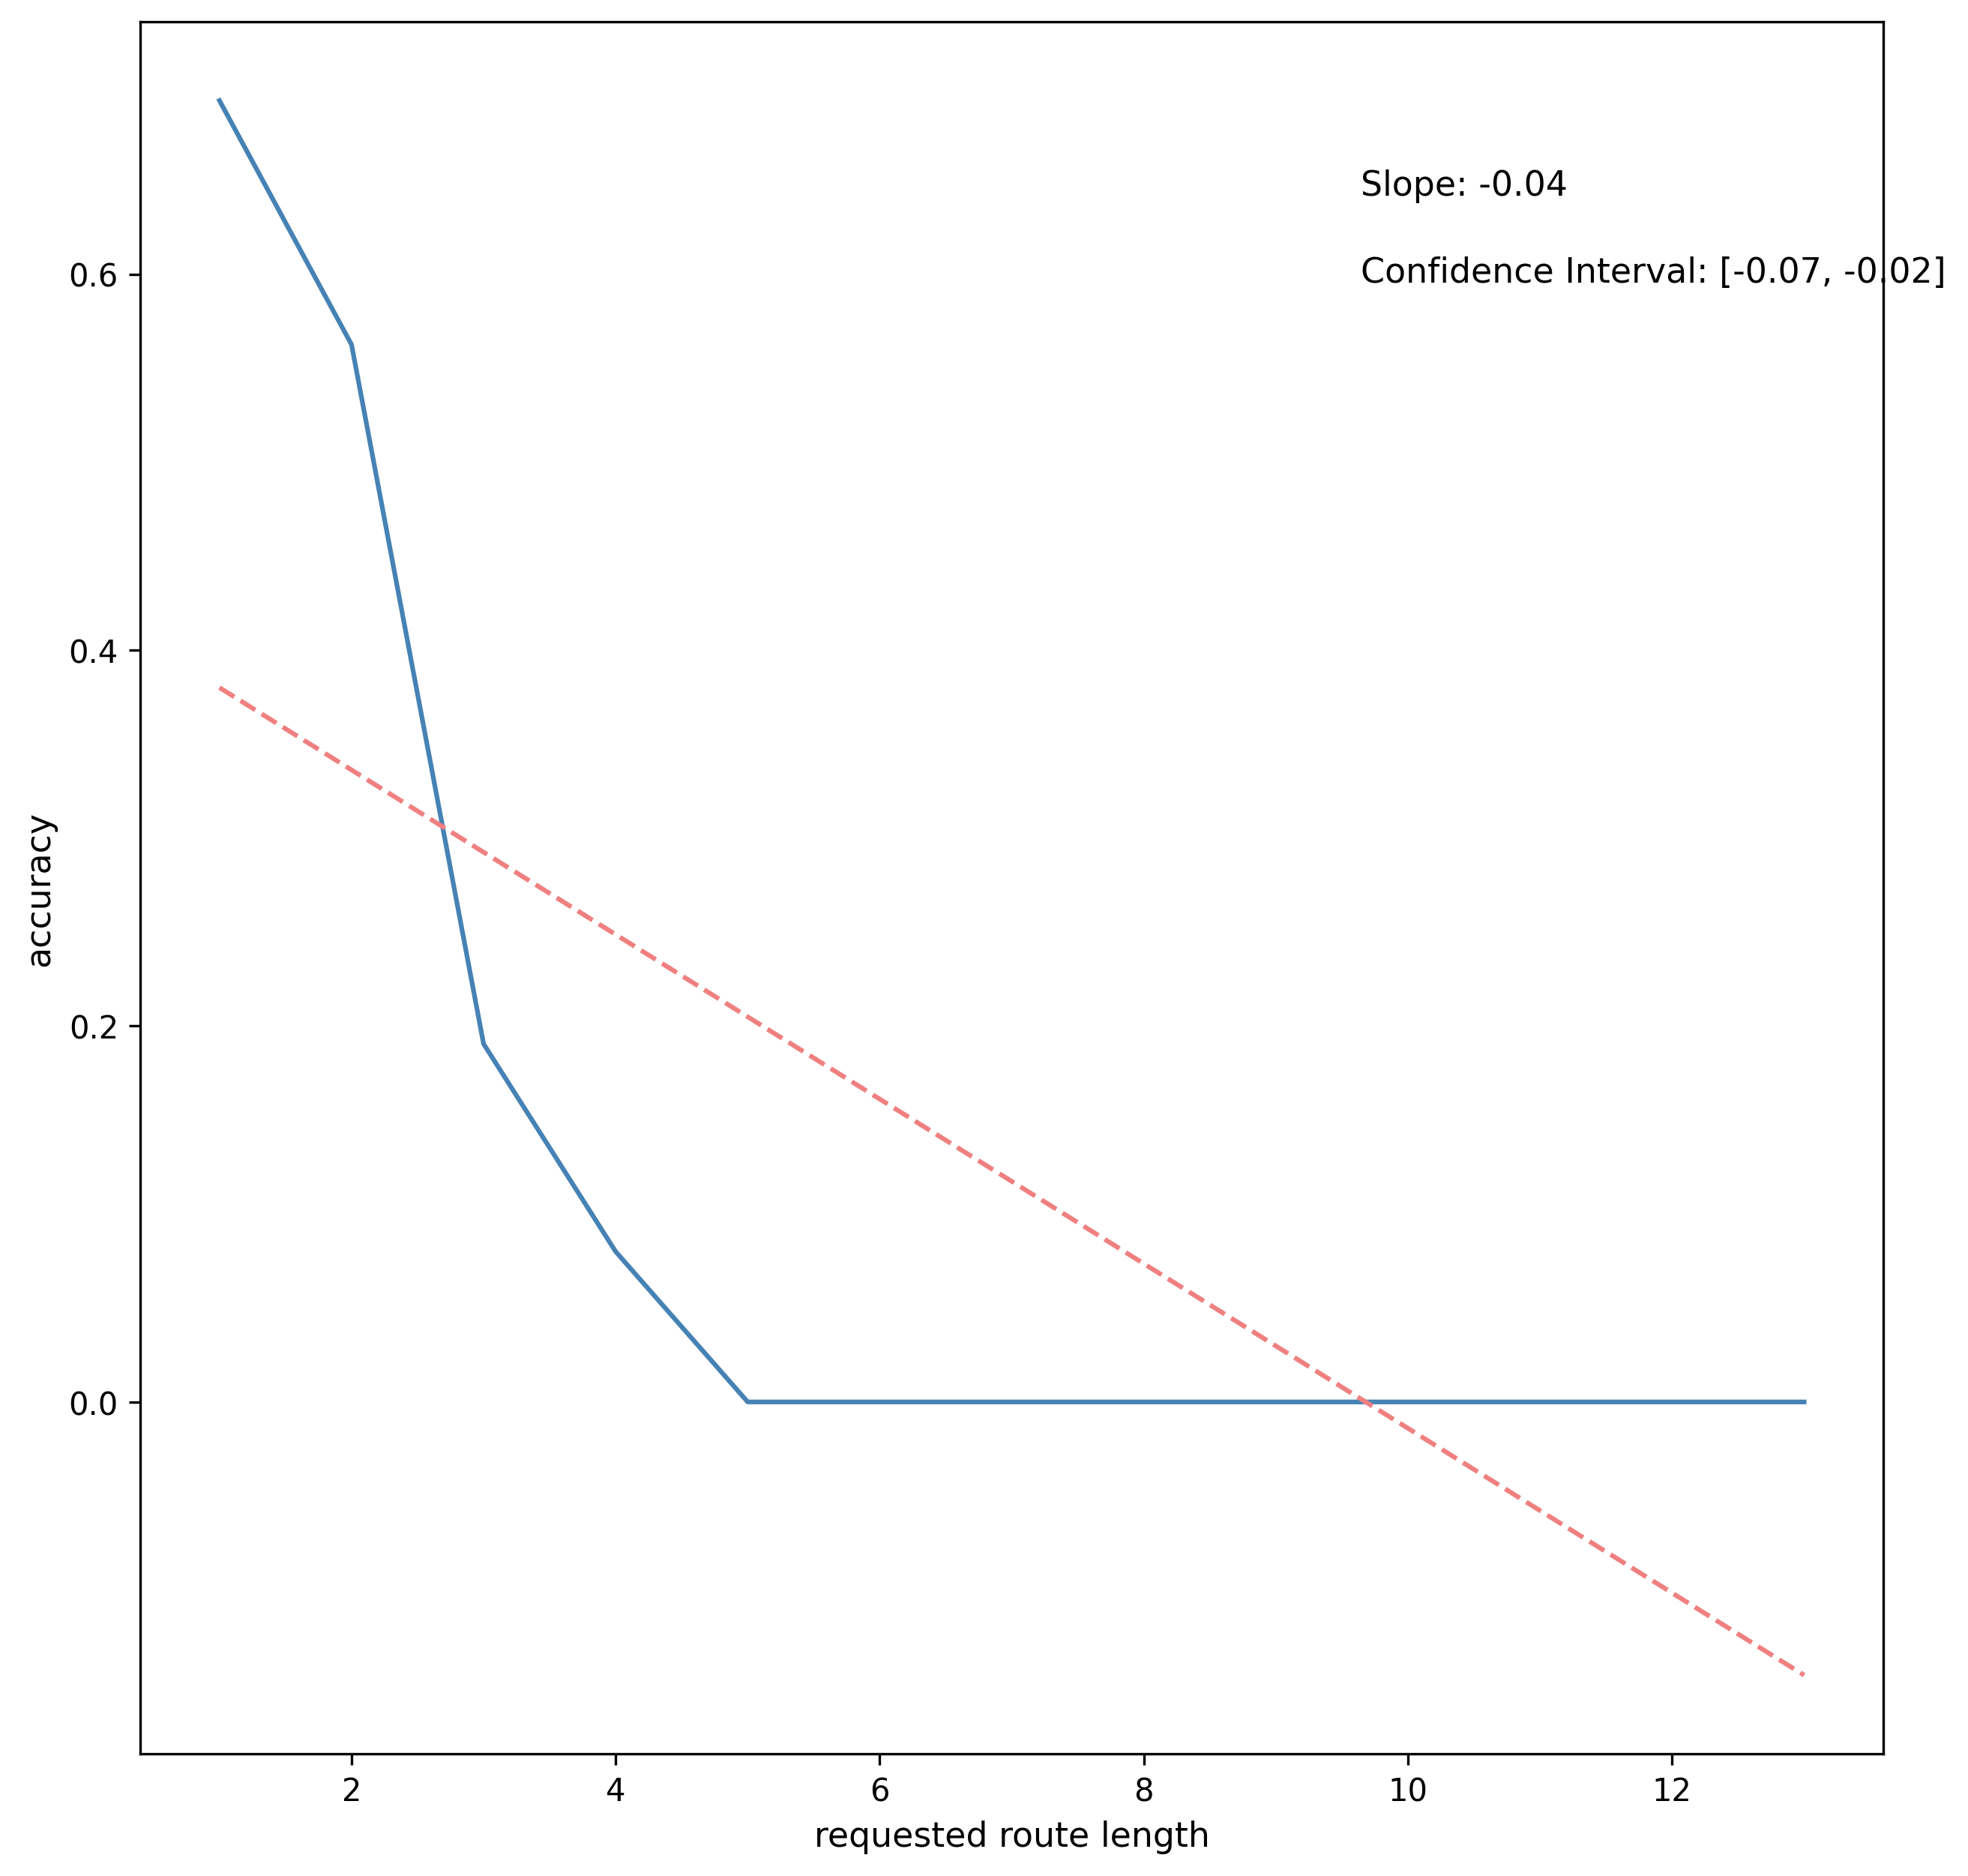 Slope: -0.04
Confidence Interval: [-0.07, -0.02]
0.6
0.4
0.2
0.0
accuracy
2 4 6 8 10 12
requested route length